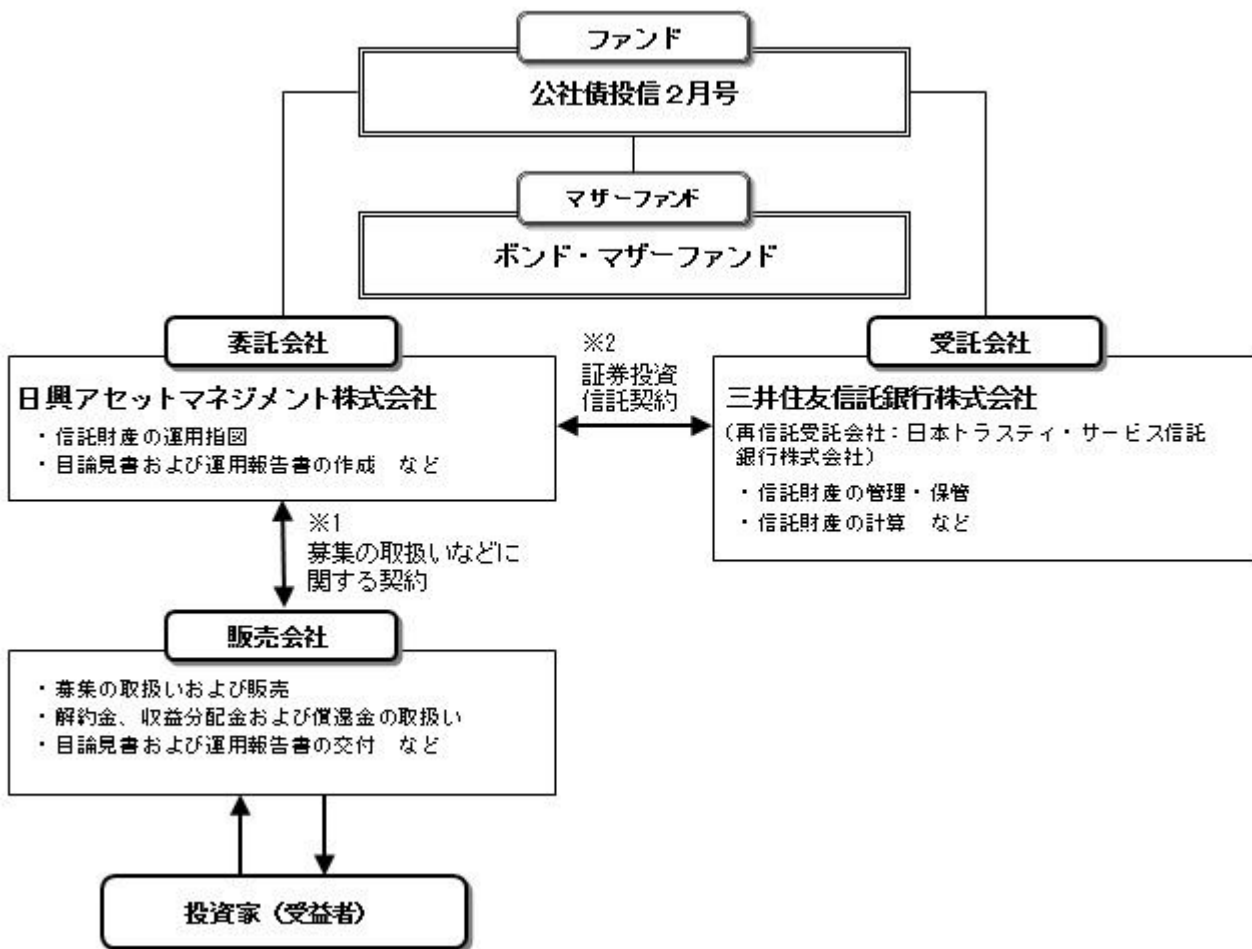 ファンド
公社債投信2月号
マザーファンド
ボンド・マザーファンド
委託会社
日興アセットマネジメント株式会社
・信託財産の運用指図
・目論見書および運用報告書の作成 など
※2
証券投資
信託契約
受託会社
三井住友信託銀行株式会社
(再信託受託会社:日本トラスティ・サービス信託
銀行株式会社)
・信託財産の管理・保管
・信託財産の計算 など
※1
募集の取扱いなどに
関する契約
販売会社
・募集の取扱いおよび販売
・解約金、収益分配金および償還金の取扱い
・目論見書および運用報告書の交付 など
投資家(受益者)